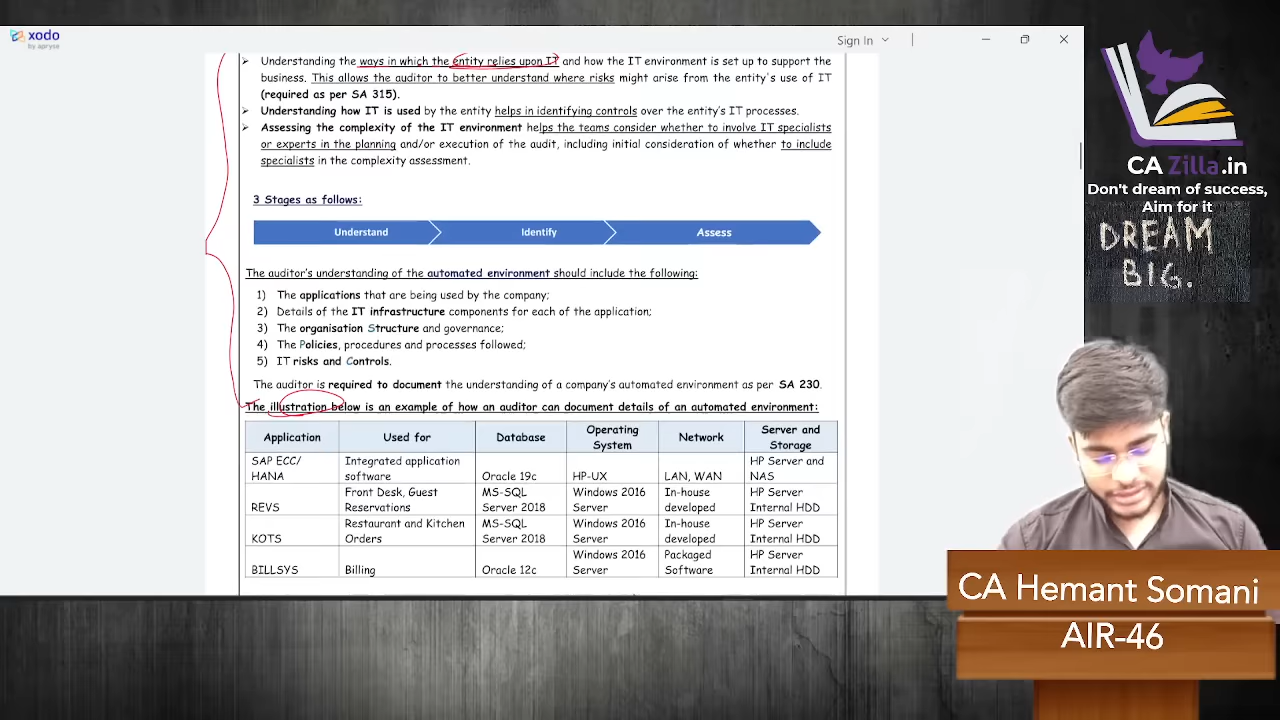 xodo
by apryse
Sign In
Understanding the ways in which the entity relies upon IT and how the IT environment is set up to support the
business. This allows the auditor to better understand where risks might arise from the entity's use of IT
(required as per SA 315).
Understanding how IT is used by the entity helps in identifying controls over the entity's IT processes.
Assessing the complexity of the IT environment helps the teams consider whether to involve IT specialists
or experts in the planning and/or execution of the audit, including initial consideration of whether to include
specialists in the complexity assessment.
3 Stages as follows:
Understand Identify Assess
The auditor's understanding of the automated environment should include the following:
1) The applications that are being used by the company;
2) Details of the IT infrastructure components for each of the application;
3) The organisation Structure and governance;
4) The Policies, procedures and processes followed;
5) IT risks and Controls.
The auditor is required to document the understanding of a company's automated environment as per SA 230.
The illustration below is an example of how an auditor can document details of an automated environment:
Application Used for Database Operating System Network Server and Storage
SAP ECC/ HANA Integrated application software Oracle 19c HP-UX LAN, WAN HP Server and NAS
REVS Front Desk, Guest Reservations MS-SQL Server 2018 Windows 2016 Server In-house developed HP Server Internal HDD
KOTS Restaurant and Kitchen Orders MS-SQL Server 2018 Windows 2016 Server In-house developed HP Server Internal HDD
BILLSYS Billing Oracle 12c Windows 2016 Server Packaged Software HP Server Internal HDD
CA Zilla.in
Don't dream of success,
Aim for it
DREAM
BIG.
CA Hemant Somani
AIR-46